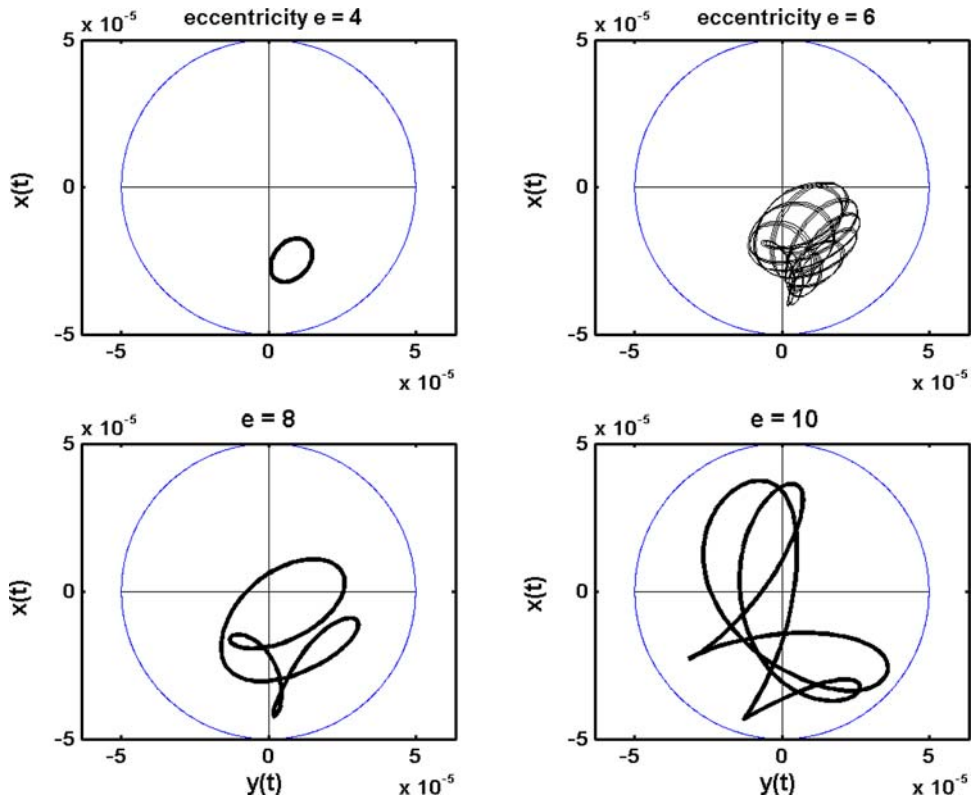 eccentricity e = 4
x 10⁻⁵
5
0
-5
x(t)
-5
0
5
x 10⁻⁵
eccentricity e = 6
x 10⁻⁵
5
0
-5
x(t)
-5
0
5
x 10⁻⁵
e = 8
x 10⁻⁵
5
0
-5
x(t)
-5
0
5
y(t)
x 10⁻⁵
e = 10
x 10⁻⁵
5
0
-5
x(t)
-5
0
5
y(t)
x 10⁻⁵